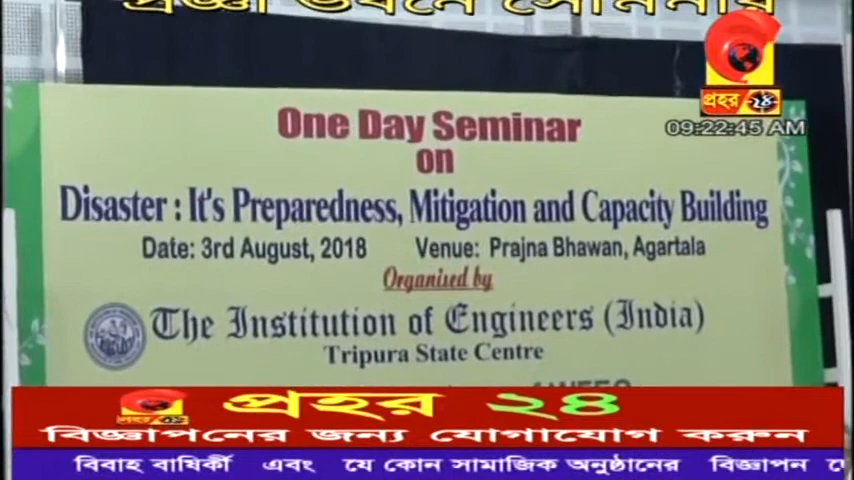 প্রজ্ঞা ভবনে সেমিনার
প্রহর ২৪
09:22:45 AM
One Day Seminar
on
Disaster : It's Preparedness, Mitigation and Capacity Building
Date: 3rd August, 2018 Venue: Prajna Bhawan, Agartala
Organised by
The Institution of Engineers (India)
Tripura State Centre
প্রহর ২৪
বিজ্ঞাপনের জন্য যোগাযোগ করুন
বিবাহ বার্ষিকী এবং যে কোন সামাজিক অনুষ্ঠানের বিজ্ঞাপন